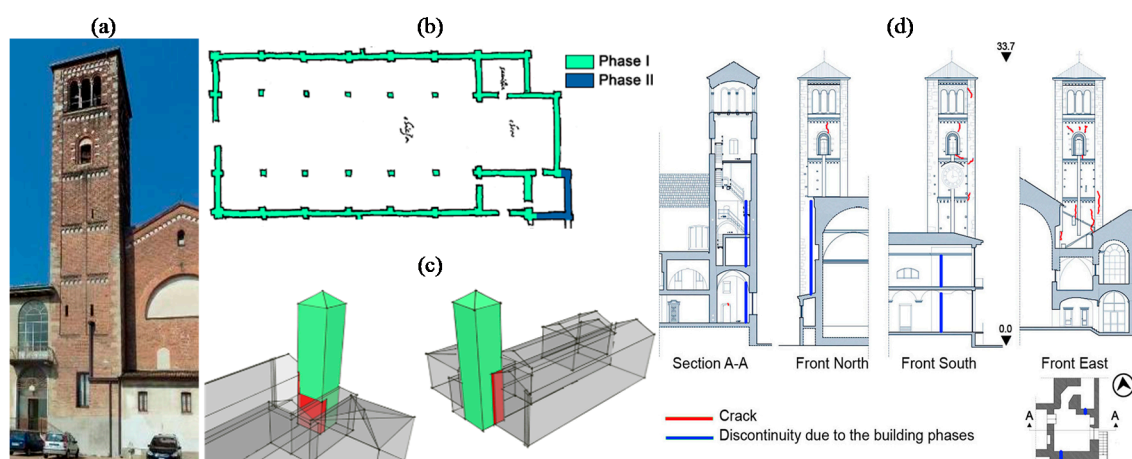 (a)
(b)
Phase I
Phase II
(c)
(d)
33.7
0.0
Section A-A
Front North
Front South
Front East
Crack
Discontinuity due to the building phases
A
A